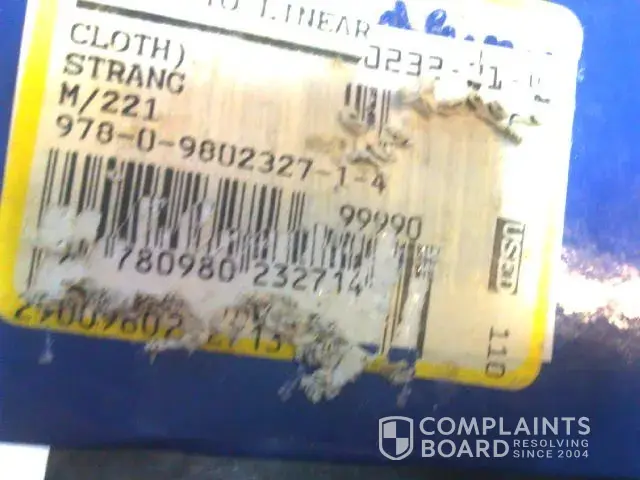 TO LINEAR
CLOTH)
STRANG
M/221
978-0-9802327-1-4
99990
780980 232714
USED
110
COMPLAINTS
BOARD RESOLVING
SINCE 2004